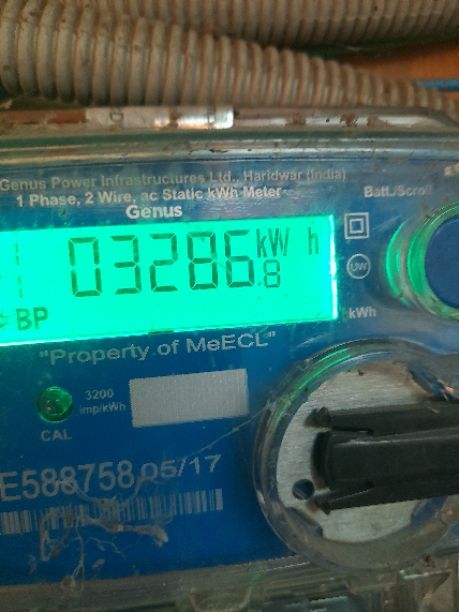 Genus Power Infrastructures Ltd., Haridwar (India)
1 Phase, 2 Wire, ac Static kWh Meter
Genus
Batt./Scroll
03286.8 kW h
BP
UW
kWh
"Property of MeECL"
3200
imp/kWh
CAL
E588758 05/17